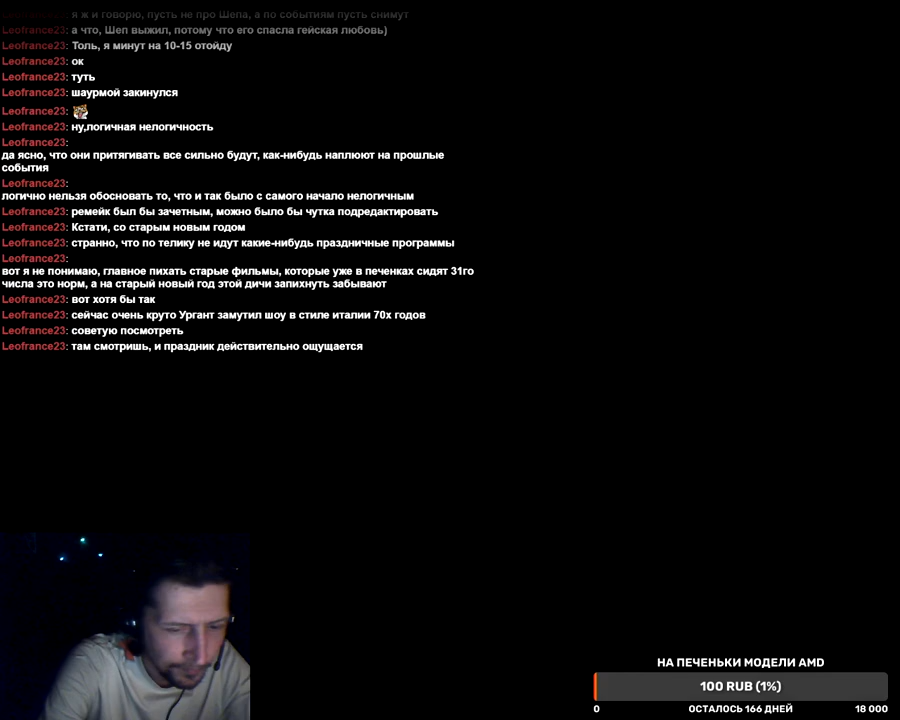 я ж и говорю, пусть не про Шепа, а по событиям пусть снимут
Leofrance23: а что, Шеп выжил, потому что его спасла гейская любовь)
Leofrance23: Толь, я минут на 10-15 отойду
Leofrance23: ок
Leofrance23: туть
Leofrance23: шаурмой закинулся
Leofrance23:
Leofrance23: ну,логичная нелогичность
Leofrance23:
да ясно, что они притягивать все сильно будут, как-нибудь наплюют на прошлые
события
Leofrance23:
логично нельзя обосновать то, что и так было с самого начало нелогичным
Leofrance23: ремейк был бы зачетным, можно было бы чутка подредактировать
Leofrance23: Кстати, со старым новым годом
Leofrance23: странно, что по телику не идут какие-нибудь праздничные программы
Leofrance23:
вот я не понимаю, главное пихать старые фильмы, которые уже в печенках сидят 31го
числа это норм, а на старый новый год этой дичи запихнуть забывают
Leofrance23: вот хотя бы так
Leofrance23: сейчас очень круто Ургант замутил шоу в стиле италии 70х годов
Leofrance23: советую посмотреть
Leofrance23: там смотришь, и праздник действительно ощущается
НА ПЕЧЕНЬКИ МОДЕЛИ AMD
100 RUB (1%)
0 ОСТАЛОСЬ 166 ДНЕЙ 18 000